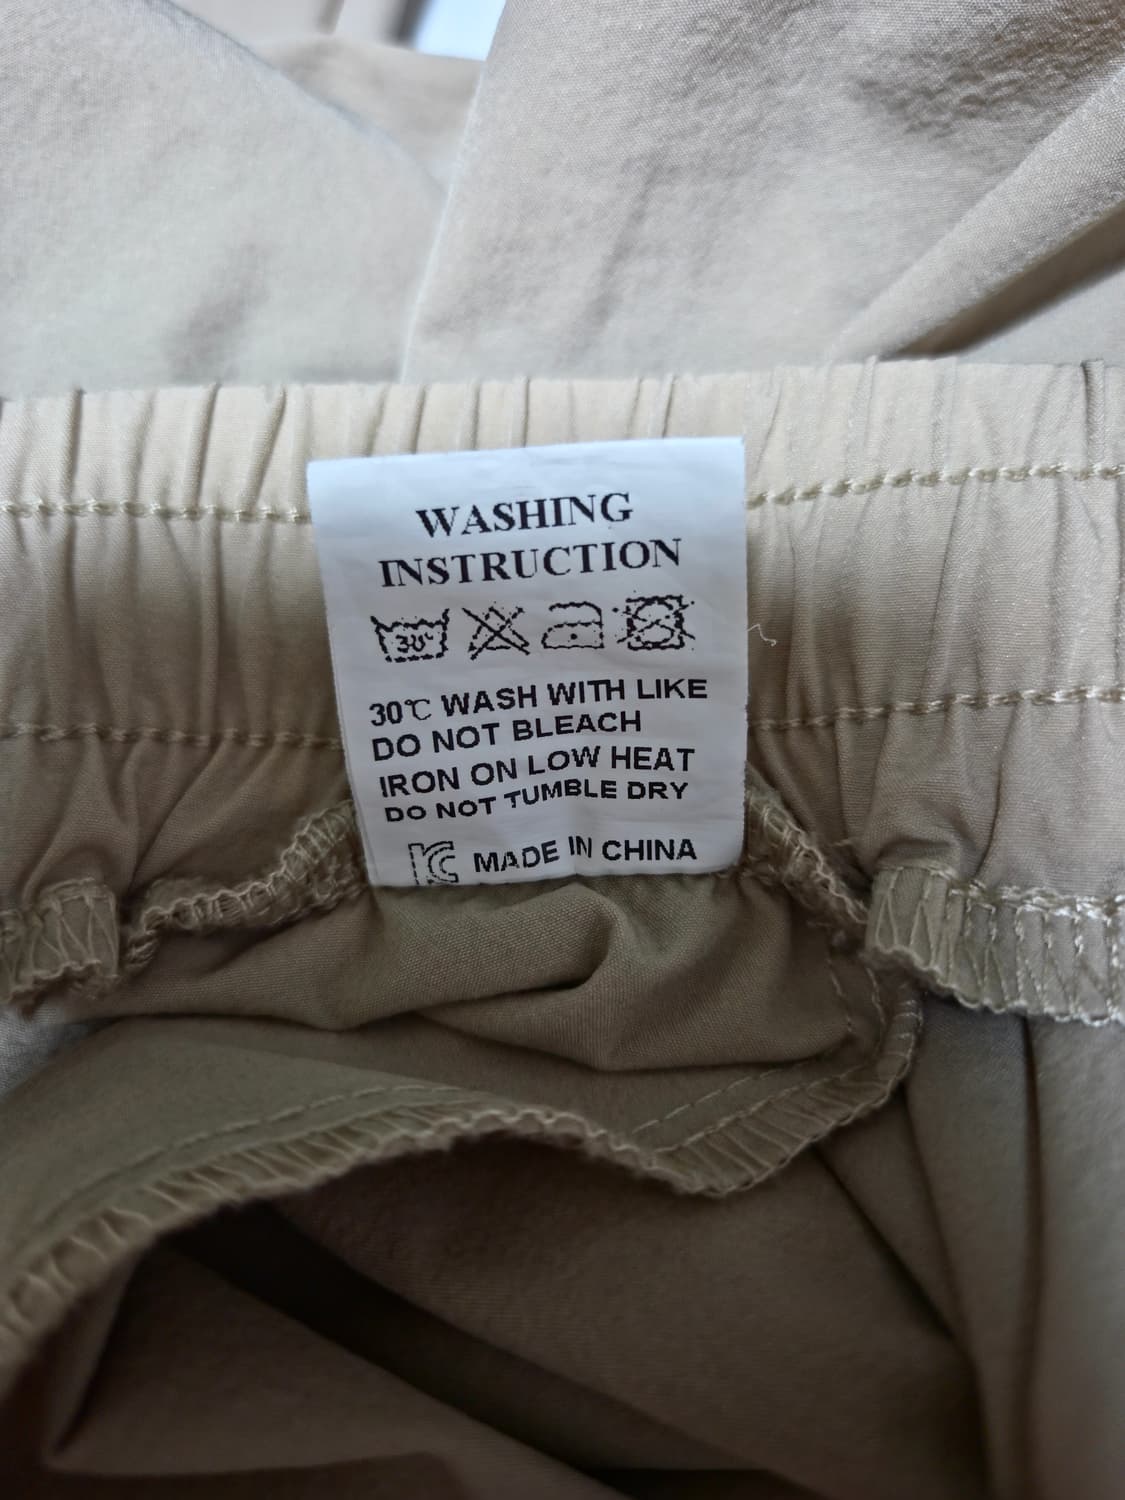 WASHING
INSTRUCTION
30°
30℃ WASH WITH LIKE
DO NOT BLEACH
IRON ON LOW HEAT
DO NOT TUMBLE DRY
MADE IN CHINA